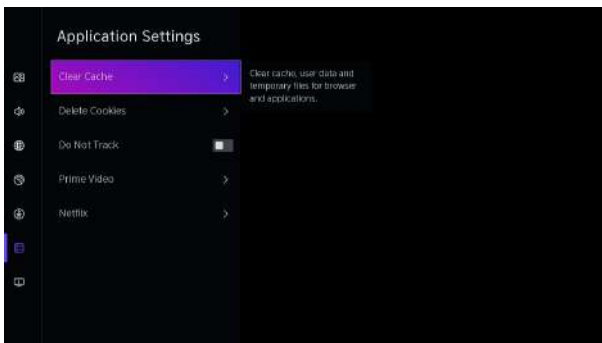 Application Settings
Clear Cache
Clear cache, user data and
temporary files for browser
and applications.
Delete Cookies
Do Not Track
Prime Video
Netflix